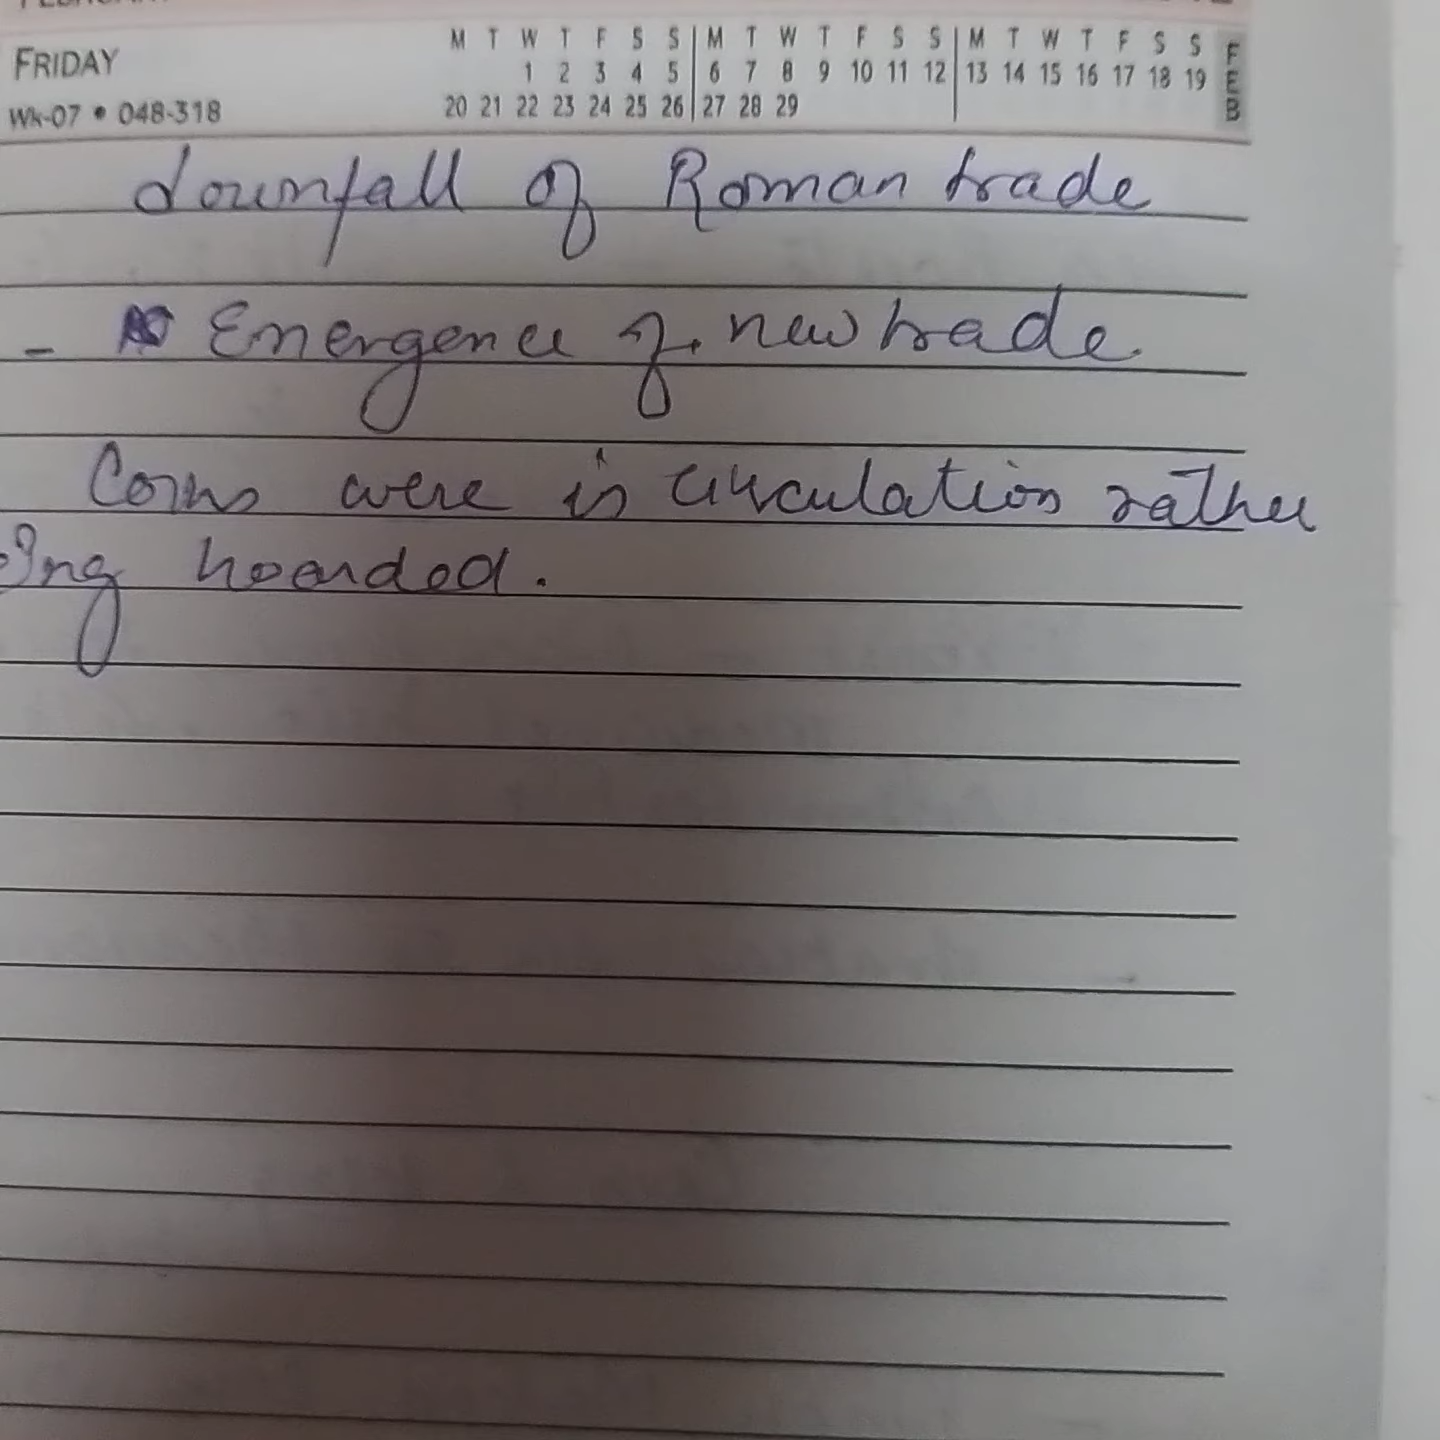 FRIDAY
Wk-07 • 048-318
M T W T F S S M T W T F S S M T W T F S S
1 2 3 4 5 6 7 8 9 10 11 12 13 14 15 16 17 18 19
20 21 22 23 24 25 26 27 28 29
FEB
downfall of Roman trade
- Emergence of new trade
Coins were in circulation rather
hoarded.